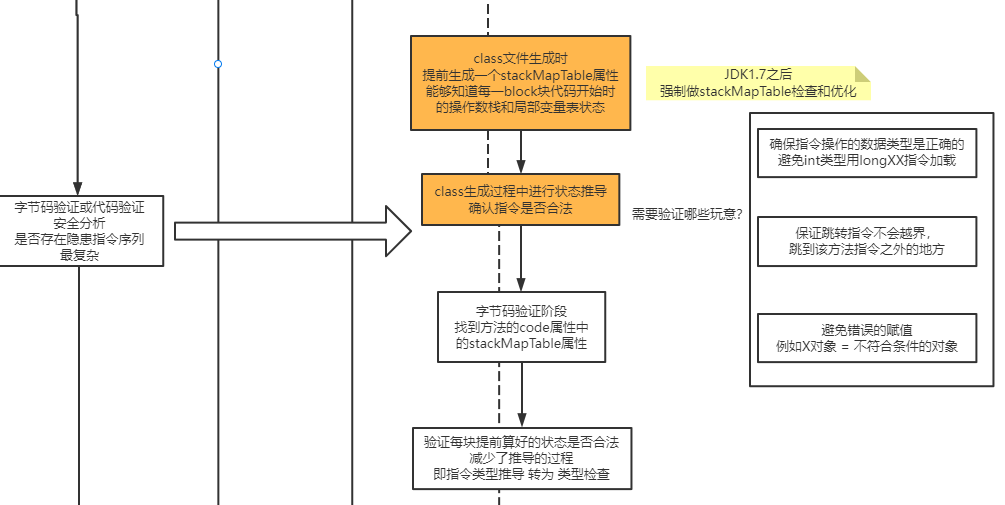 class文件生成时
提前生成一个stackMapTable属性
能够知道每一block块代码开始时
的操作数栈和局部变量表状态
JDK1.7之后
强制做stackMapTable检查和优化
确保指令操作的数据类型是正确的
避免int类型用longXX指令加载
class生成过程中进行状态推导
确认指令是否合法
需要验证哪些玩意？
字节码验证或代码验证
安全分析
是否存在隐患指令序列
最复杂
保证跳转指令不会越界，
跳到该方法指令之外的地方
字节码验证阶段
找到方法的code属性中
的stackMapTable属性
避免错误的赋值
例如X对象 = 不符合条件的对象
验证每块提前算好的状态是否合法
减少了推导的过程
即指令类型推导 转为 类型检查